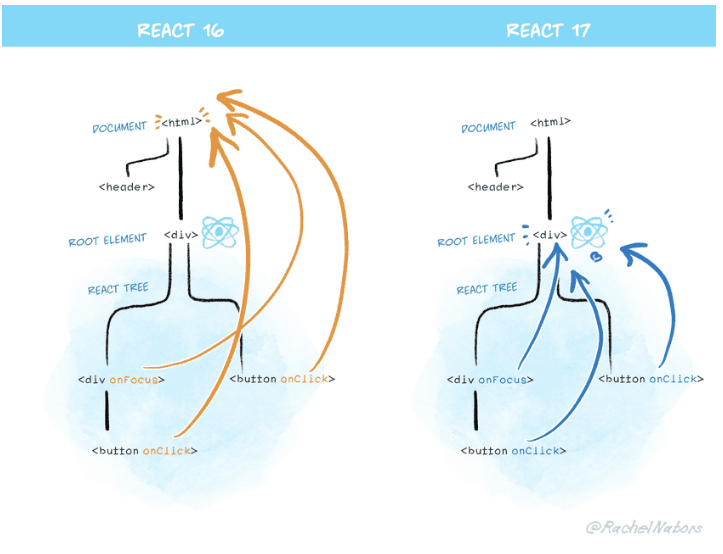 REACT 16
DOCUMENT <html>
<header>
ROOT ELEMENT <div>
REACT TREE
<div onFocus>
<button onClick>
<button onClick>
REACT 17
DOCUMENT <html>
<header>
ROOT ELEMENT <div>
REACT TREE
<div onFocus>
<button onClick>
<button onClick>
@RachelNabors